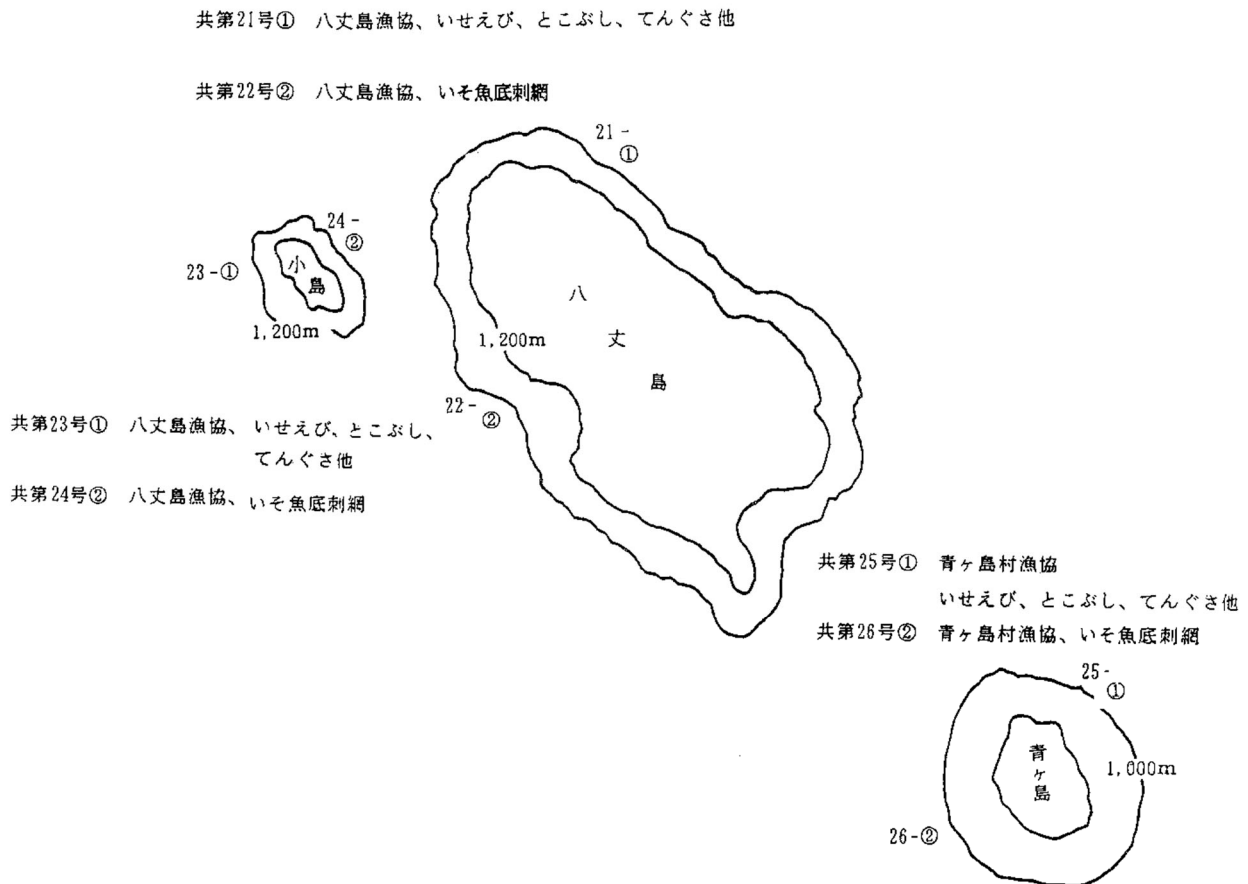 共第21号① 八丈島漁協、いせえび、とこぶし、てんぐさ他
共第22号② 八丈島漁協、いそ魚底刺網
21-①
24-②
23-①
小島
1,200m
八丈島
1,200m
22-②
共第23号① 八丈島漁協、いせえび、とこぶし、
てんぐさ他
共第24号② 八丈島漁協、いそ魚底刺網
共第25号① 青ヶ島村漁協
いせえび、とこぶし、てんぐさ他
共第26号② 青ヶ島村漁協、いそ魚底刺網
25-①
青ヶ島
1,000m
26-②